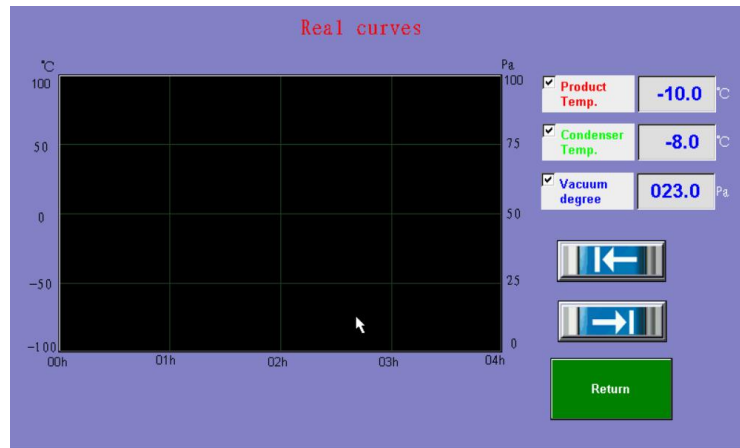 Real curves
°C
Pa
100
50
0
-50
-100
100
75
50
25
0
00h
01h
02h
03h
04h
Product
Temp.
-10.0 °C
Condenser
Temp.
-8.0 °C
Vacuum
degree
023.0 Pa
Return